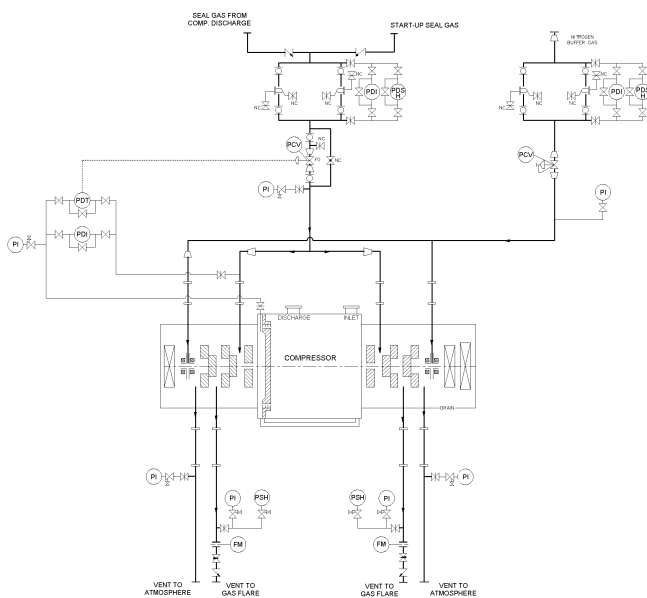 SEAL GAS FROM
COMP. DISCHARGE
START-UP SEAL GAS
NITROGEN
BUFFER GAS
NC
NC
NC
NC
PDI
PDS
H
NC
NC
NC
NC
PDI
PDS
H
PCV
NC
FO
NC
PCV
PI
PI
PDT
PDI
PI
DISCHARGE
INLET
COMPRESSOR
DRAIN
PI
PI
PSH
PSH
PI
PI
FM
FM
VENT TO
ATMOSPHERE
VENT TO
GAS FLARE
VENT TO
GAS FLARE
VENT TO
ATMOSPHERE